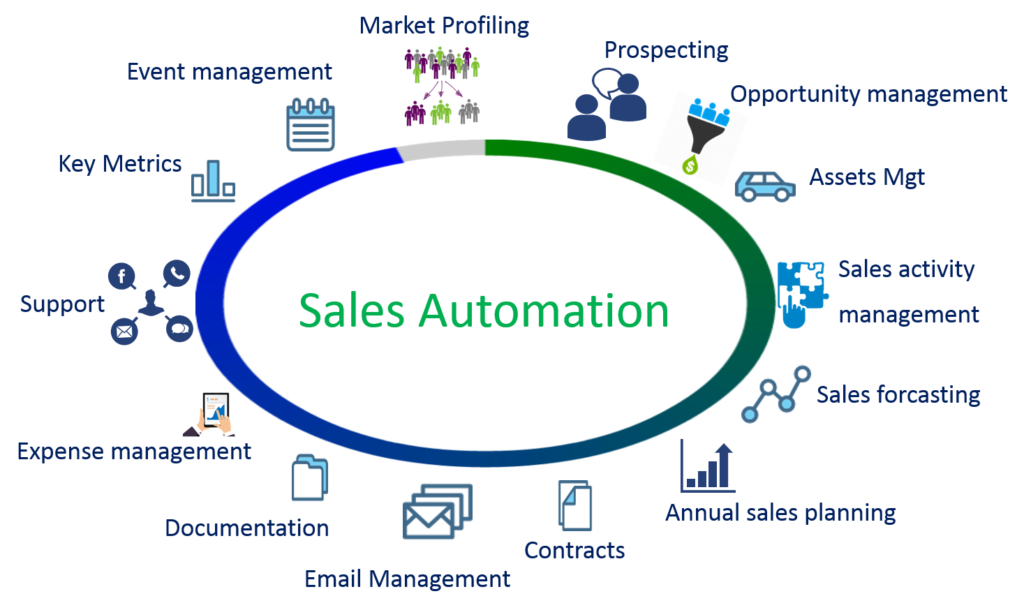 Market Profiling
Prospecting
Event management
Opportunity management
Key Metrics
Assets Mgt
Sales activity
management
Support
Sales Automation
Sales forcasting
Expense management
Annual sales planning
Documentation
Contracts
Email Management